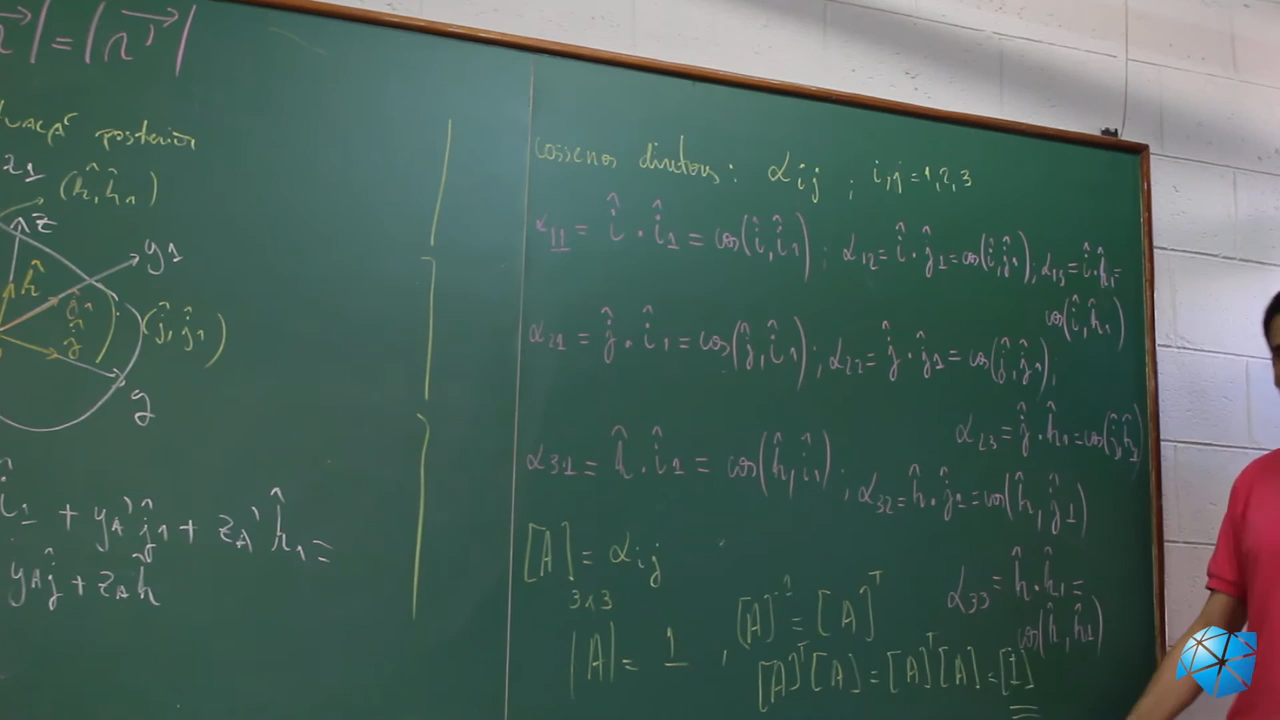 |r⃗| = |r⃗'|
posterior
z1 (k̂, k̂1)
z
y1
k̂
ĵ
(ĵ, ĵ1)
y
î1 + yA' ĵ1 + zA' k̂1 =
yA ĵ + zA k̂
cossenos diretores: αij ; i,j = 1,2,3
α11 = î · î1 = cos(î, î1) ; α12 = î · ĵ1 = cos(î, ĵ1) ; α13 = î · k̂1 =
cos(î, k̂1)
α21 = ĵ · î1 = cos(ĵ, î1) ; α22 = ĵ · ĵ1 = cos(ĵ, ĵ1) ;
α23 = ĵ · k̂1 = cos(ĵ, k̂1)
α31 = k̂ · î1 = cos(k̂, î1) ; α32 = k̂ · ĵ1 = cos(k̂, ĵ1)
α33 = k̂ · k̂1 =
cos(k̂, k̂1)
[A] = αij
3x3
|A| = 1 , [A]⁻¹ = [A]ᵀ
[A]ᵀ[A] = [A]ᵀ[A] = [I]